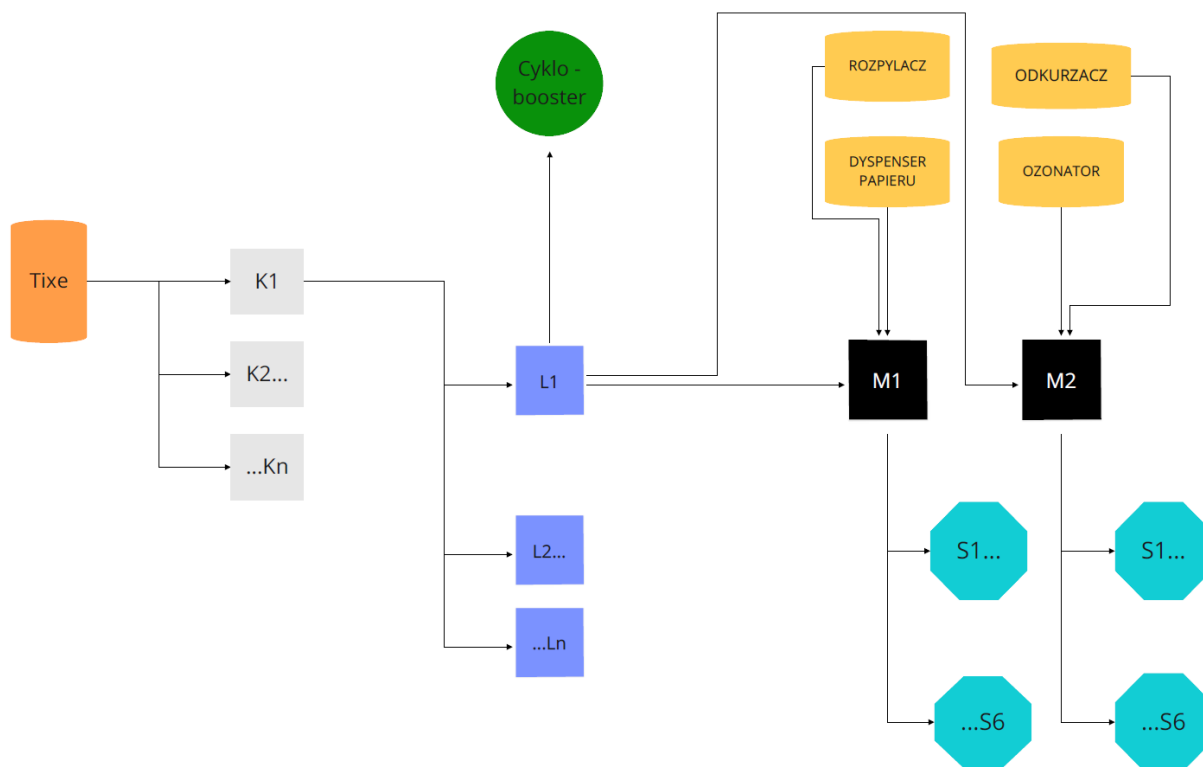 Cyklo -
booster
ROZPYLACZ
ODKURZACZ
DYSPENSER
PAPIERU
OZONATOR
Tixe
K1
K2...
...Kn
L1
M1
M2
L2...
...Ln
S1...
S1...
...S6
...S6